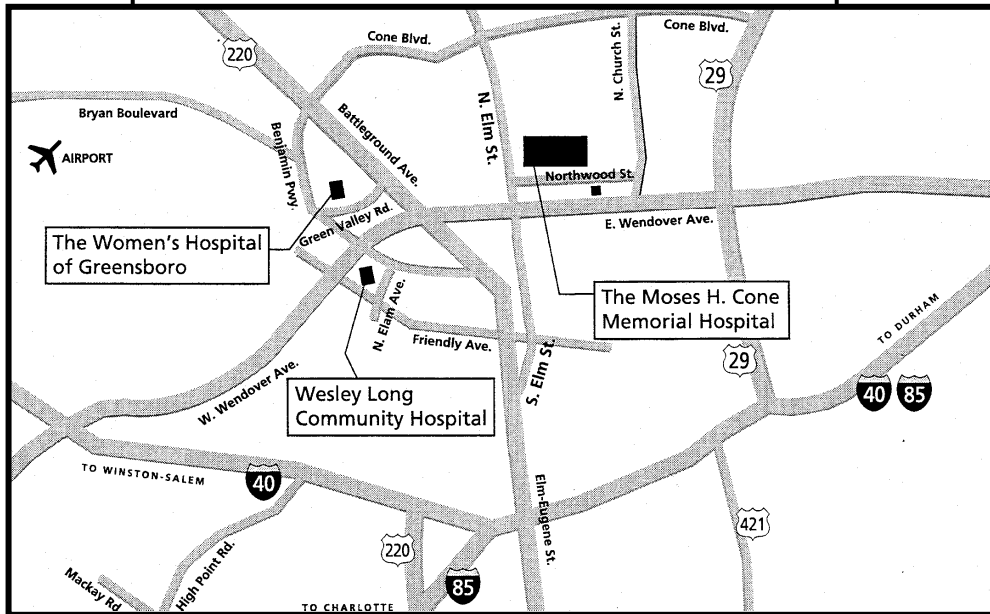 Cone Blvd.
Cone Blvd.
220
N. Church St.
29
Bryan Boulevard
Battleground Ave.
N. Elm St.
Benjamin Pwy.
AIRPORT
Northwood St.
Green Valley Rd.
E. Wendover Ave.
The Women's Hospital
of Greensboro
N. Elam Ave.
The Moses H. Cone
Memorial Hospital
TO DURHAM
Friendly Ave.
29
S. Elm St.
W. Wendover Ave.
Wesley Long
Community Hospital
40
85
TO WINSTON-SALEM
40
Elm-Eugene St.
421
220
High Point Rd.
Mackay Rd
85
TO CHARLOTTE